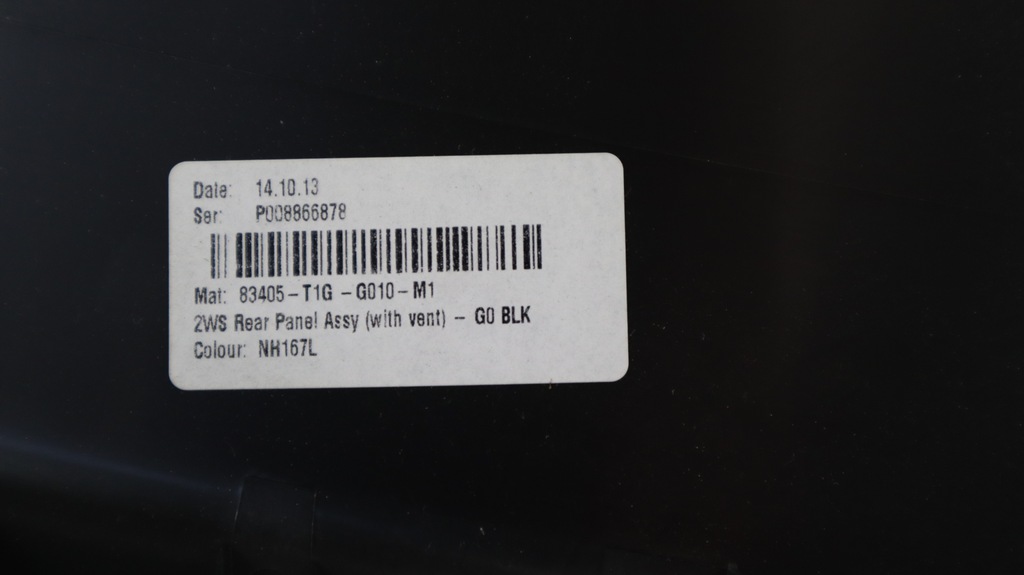 Date: 14.10.13
Ser: P008866878
Mat: 83405-T1G -G010-M1
2WS Rear Panel Assy (with vent) - G0 BLK
Colour: NH167L